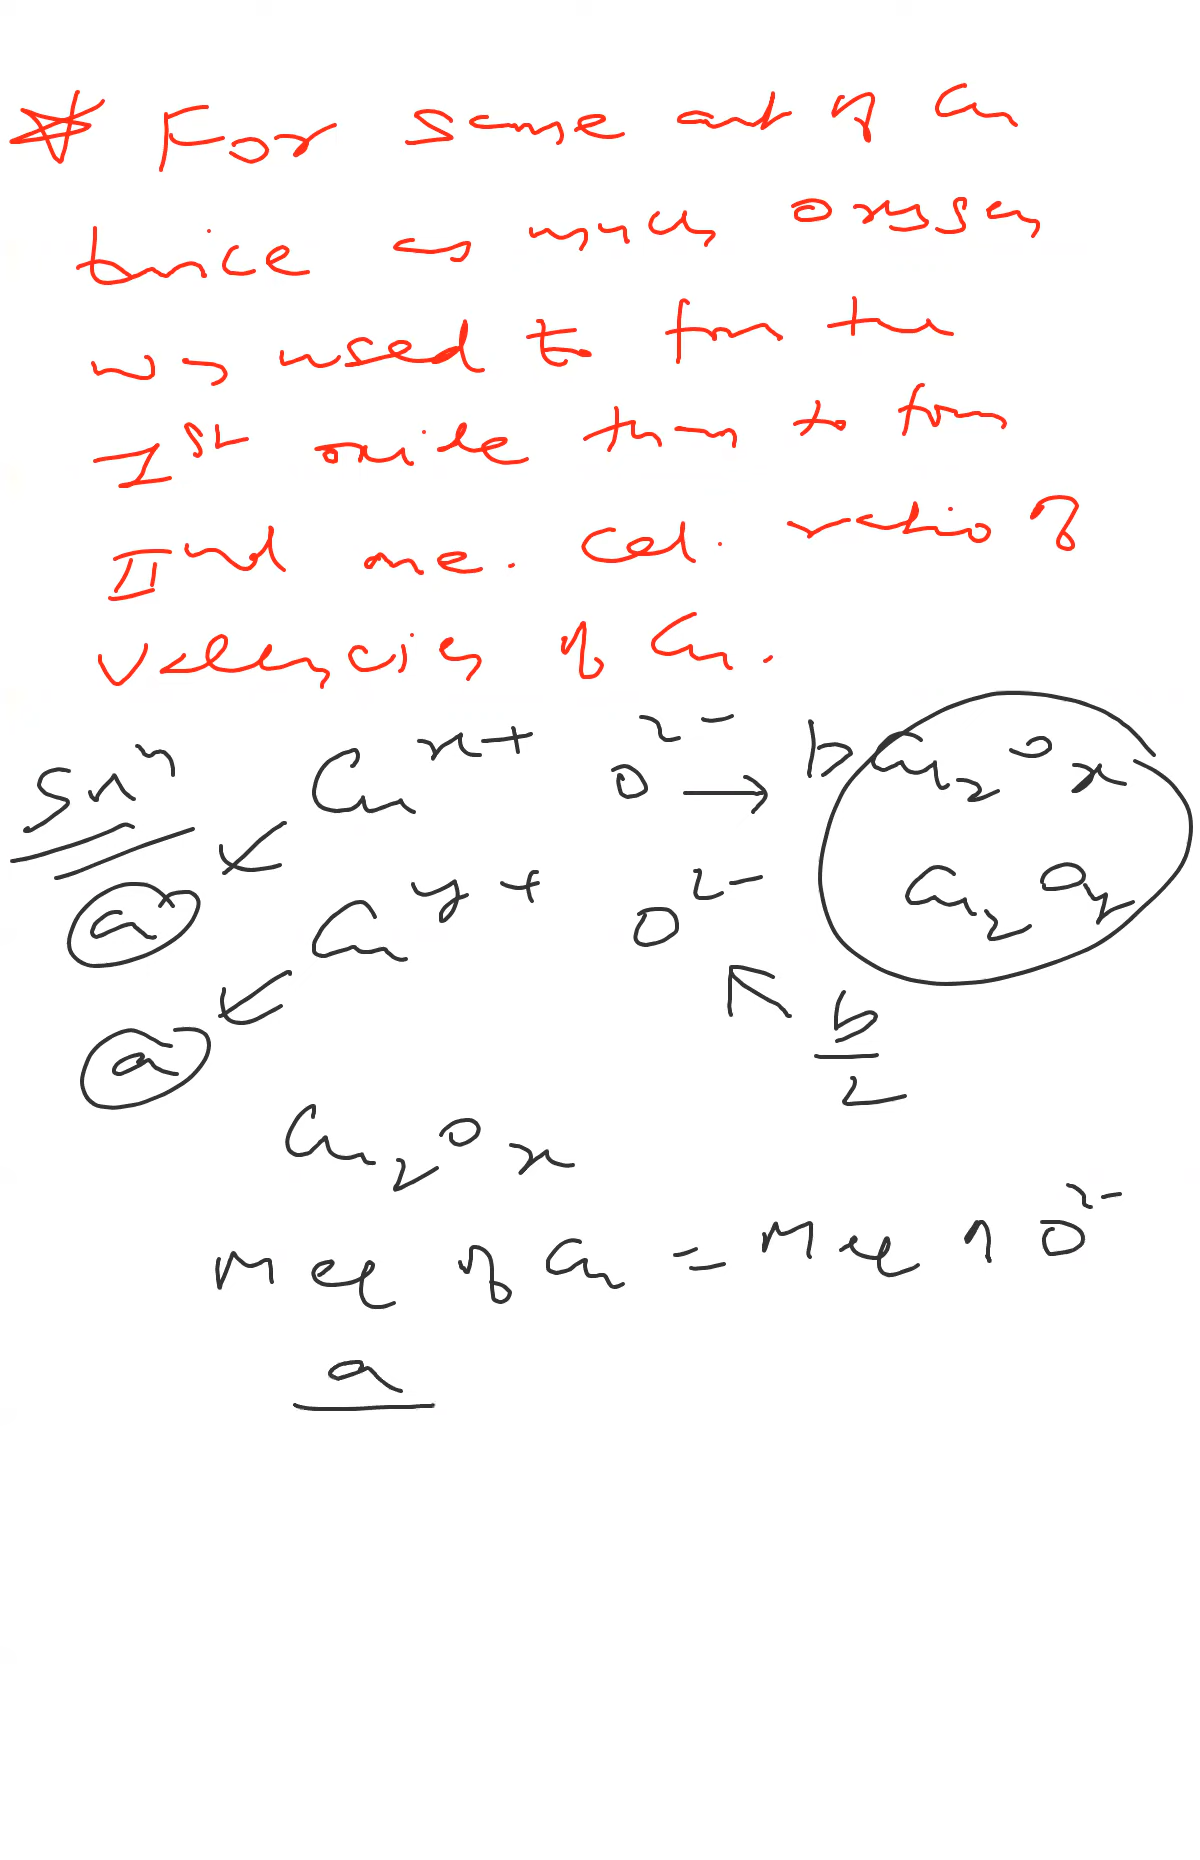 * For same amt of Cu
twice as much oxygen
was used to form the
Ist oxide than to form
IInd one. Cal. ratio of
valencies of Cu.
Solⁿ Cu^x+ O^2- → b Cu₂Oₓ
a Cu^y+ O^2- Cu₂Oy
a b/2
Cu₂Oₓ
Meq of Cu = Meq of O^2-
a